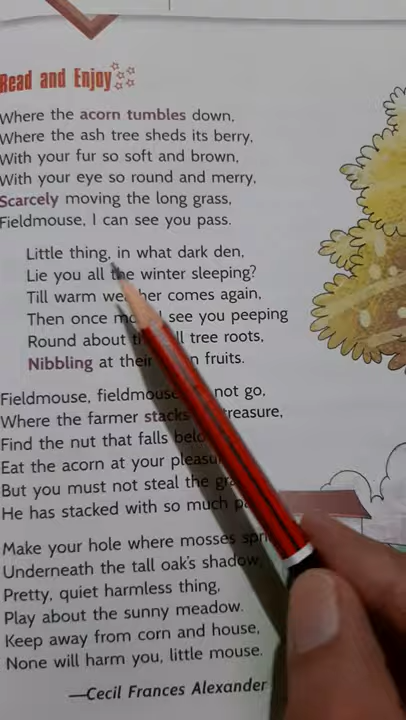 Read and Enjoy
Where the acorn tumbles down,
Where the ash tree sheds its berry,
With your fur so soft and brown,
With your eye so round and merry,
Scarcely moving the long grass,
Fieldmouse, I can see you pass.
Little thing, in what dark den,
Lie you all the winter sleeping?
Till warm weather comes again,
Then once mo I see you peeping
Round about t ll tree roots,
Nibbling at their n fruits.
Fieldmouse, fieldmouse not go,
Where the farmer stacks treasure,
Find the nut that falls belo
Eat the acorn at your pleasu
But you must not steal the gra
He has stacked with so much p
Make your hole where mosses spri
Underneath the tall oak's shadow,
Pretty, quiet harmless thing,
Play about the sunny meadow.
Keep away from corn and house,
None will harm you, little mouse.
—Cecil Frances Alexander